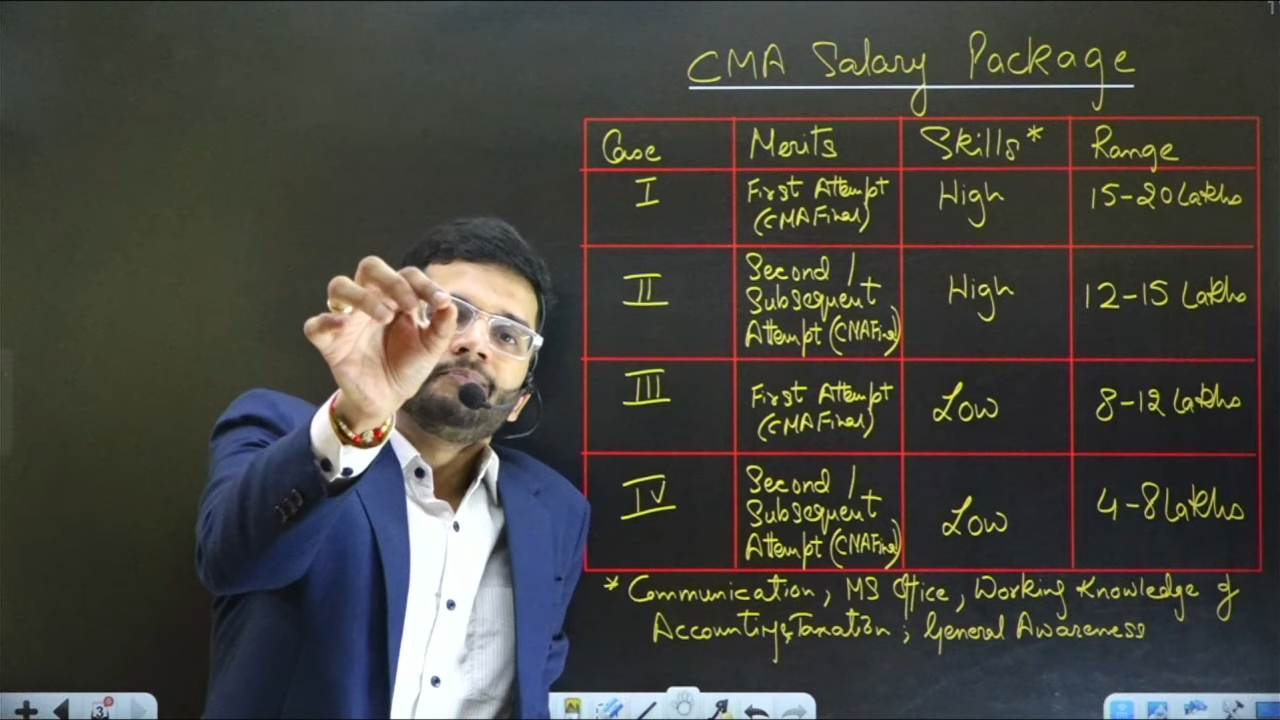 CMA Salary Package
Case Merits Skills* Range
I First Attempt (CMA Final) High 15-20 Lakhs
II Second / Subsequent Attempt (CMA Final) High 12-15 Lakhs
III First Attempt (CMA Final) Low 8-12 Lakhs
IV Second / Subsequent Attempt (CMA Final) Low 4-8 Lakhs
* Communication, MS Office, Working Knowledge of
Accounting & Taxation, General Awareness
3